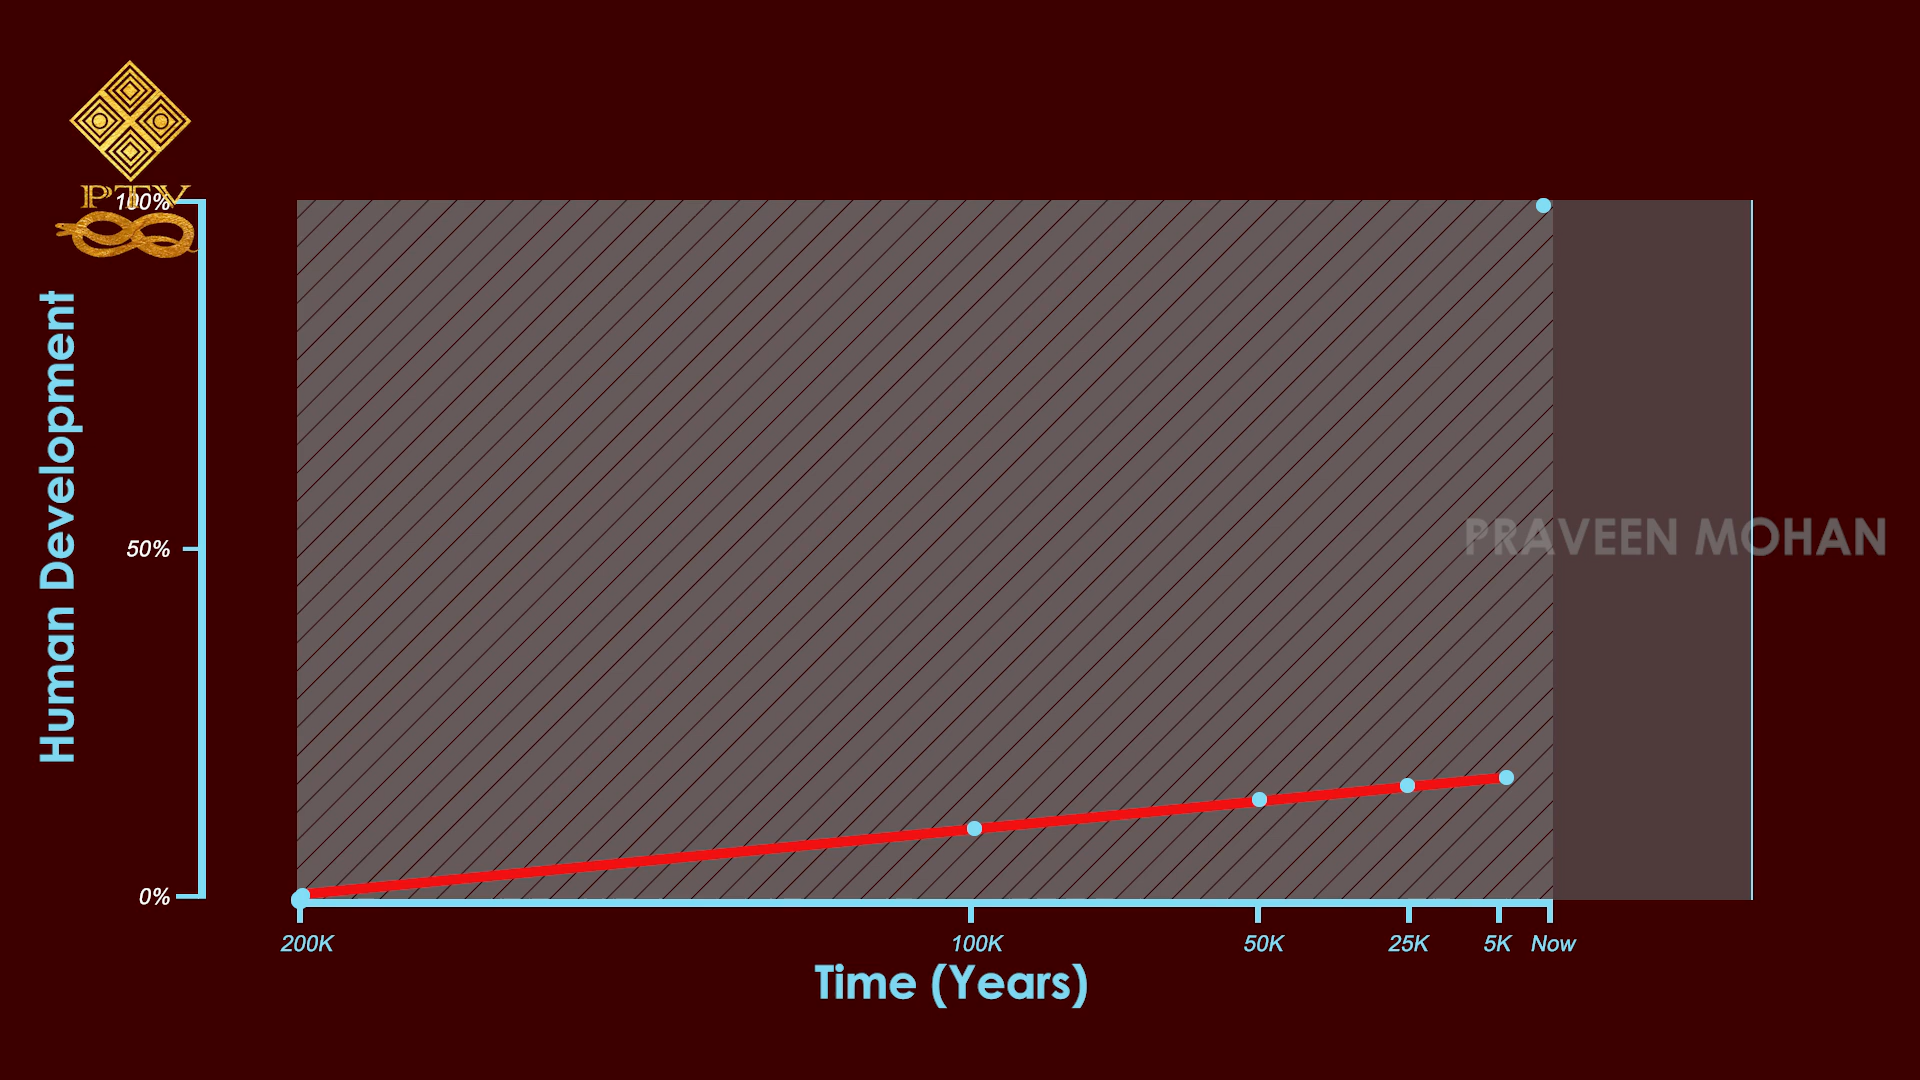 PTV
100%
Human Development
50%
PRAVEEN MOHAN
0%
200K 100K 50K 25K 5K Now
Time (Years)